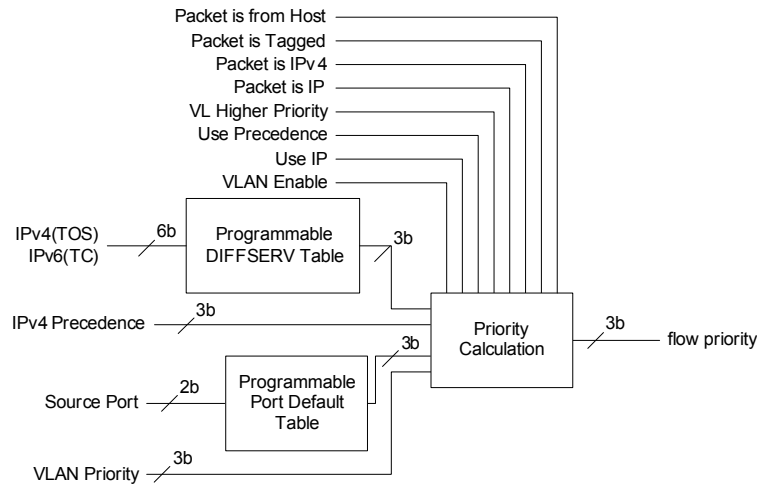 Packet is from Host
Packet is Tagged
Packet is IPv4
Packet is IP
VL Higher Priority
Use Precedence
Use IP
VLAN Enable
IPv4(TOS)
IPv6(TC)
6b
Programmable
DIFFSERV Table
3b
IPv4 Precedence
3b
Priority
Calculation
3b
flow priority
Source Port
2b
Programmable
Port Default
Table
3b
VLAN Priority
3b